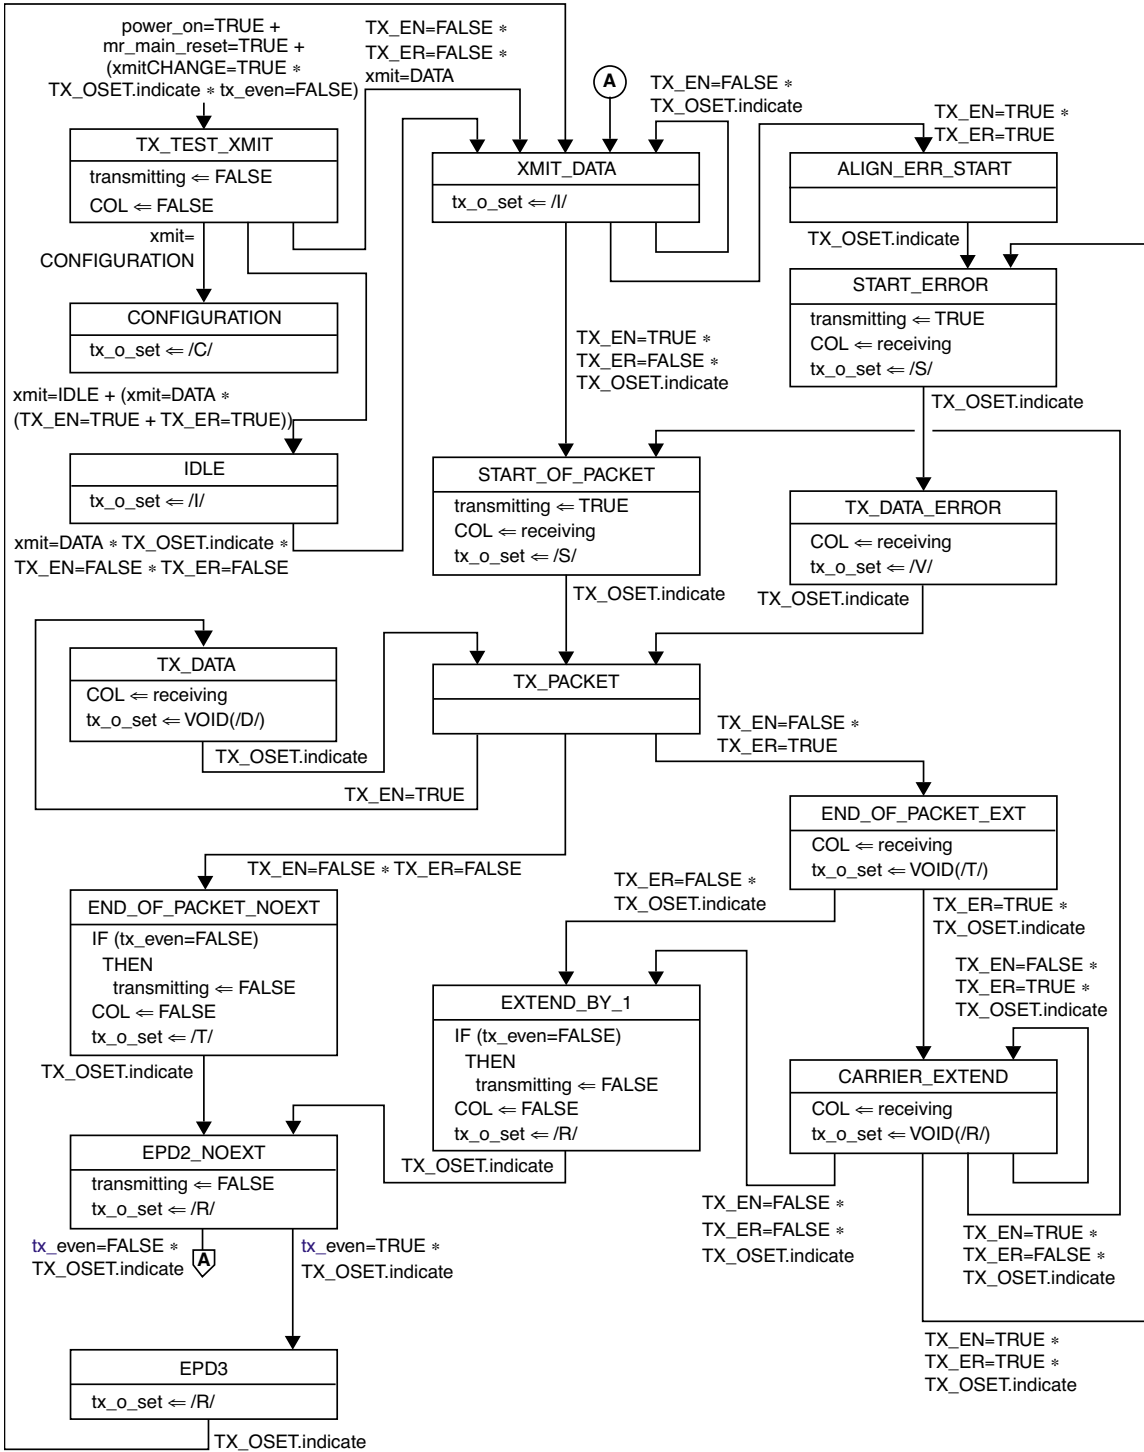 power_on=TRUE +
mr_main_reset=TRUE +
(xmitCHANGE=TRUE *
TX_OSET.indicate * tx_even=FALSE)
TX_TEST_XMIT
transmitting ⇐ FALSE
COL ⇐ FALSE
TX_EN=FALSE *
TX_ER=FALSE *
xmit=DATA
A
TX_EN=FALSE *
TX_OSET.indicate
XMIT_DATA
tx_o_set ⇐ /I/
TX_EN=TRUE *
TX_ER=TRUE
ALIGN_ERR_START
TX_OSET.indicate
xmit=
CONFIGURATION
CONFIGURATION
tx_o_set ⇐ /C/
START_ERROR
transmitting ⇐ TRUE
COL ⇐ receiving
tx_o_set ⇐ /S/
TX_OSET.indicate
TX_EN=TRUE *
TX_ER=FALSE *
TX_OSET.indicate
xmit=IDLE + (xmit=DATA *
(TX_EN=TRUE + TX_ER=TRUE))
IDLE
tx_o_set ⇐ /I/
xmit=DATA * TX_OSET.indicate *
TX_EN=FALSE * TX_ER=FALSE
START_OF_PACKET
transmitting ⇐ TRUE
COL ⇐ receiving
tx_o_set ⇐ /S/
TX_OSET.indicate
TX_DATA_ERROR
COL ⇐ receiving
tx_o_set ⇐ /V/
TX_OSET.indicate
TX_DATA
COL ⇐ receiving
tx_o_set ⇐ VOID(/D/)
TX_OSET.indicate
TX_PACKET
TX_EN=TRUE
TX_EN=FALSE *
TX_ER=TRUE
TX_EN=FALSE * TX_ER=FALSE
END_OF_PACKET_EXT
COL ⇐ receiving
tx_o_set ⇐ VOID(/T/)
TX_ER=FALSE *
TX_OSET.indicate
TX_ER=TRUE *
TX_OSET.indicate
END_OF_PACKET_NOEXT
IF (tx_even=FALSE)
THEN
transmitting ⇐ FALSE
COL ⇐ FALSE
tx_o_set ⇐ /T/
TX_OSET.indicate
EXTEND_BY_1
IF (tx_even=FALSE)
THEN
transmitting ⇐ FALSE
COL ⇐ FALSE
tx_o_set ⇐ /R/
TX_OSET.indicate
TX_EN=FALSE *
TX_ER=TRUE *
TX_OSET.indicate
CARRIER_EXTEND
COL ⇐ receiving
tx_o_set ⇐ VOID(/R/)
EPD2_NOEXT
transmitting ⇐ FALSE
tx_o_set ⇐ /R/
tx_even=FALSE *
TX_OSET.indicate
A
tx_even=TRUE *
TX_OSET.indicate
TX_EN=FALSE *
TX_ER=FALSE *
TX_OSET.indicate
TX_EN=TRUE *
TX_ER=FALSE *
TX_OSET.indicate
TX_EN=TRUE *
TX_ER=TRUE *
TX_OSET.indicate
EPD3
tx_o_set ⇐ /R/
TX_OSET.indicate